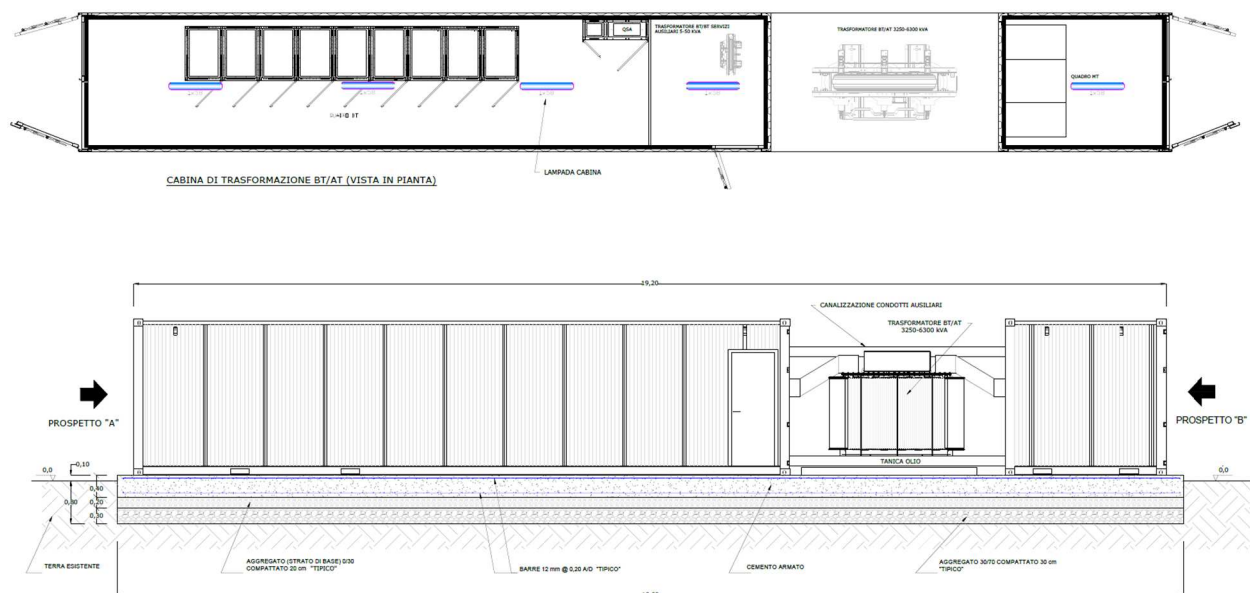 QSA
TRASFORMATORE BT/BT SERVIZI
AUSILIARI 5-50 kVA
TRASFORMATORE BT/AT 3250-6300 kVA
QUADRO MT
LAMPADA CABINA
CABINA DI TRASFORMAZIONE BT/AT (VISTA IN PIANTA)
19,20
CANALIZZAZIONE CONDOTTI AUSILIARI
TRASFORMATORE BT/AT
3250-6300 kVA
PROSPETTO "A"
PROSPETTO "B"
TANICA OLIO
0,10
0,0
0,0
0,40
0,20
TERRA ESISTENTE
AGGREGATO (STRATO DI BASE) 0/30
COMPATTATO 20 cm "TIPICO"
BARRE 12 mm @ 0,20 A/D "TIPICO"
CEMENTO ARMATO
AGGREGATO 30/70 COMPATTATO 30 cm
"TIPICO"